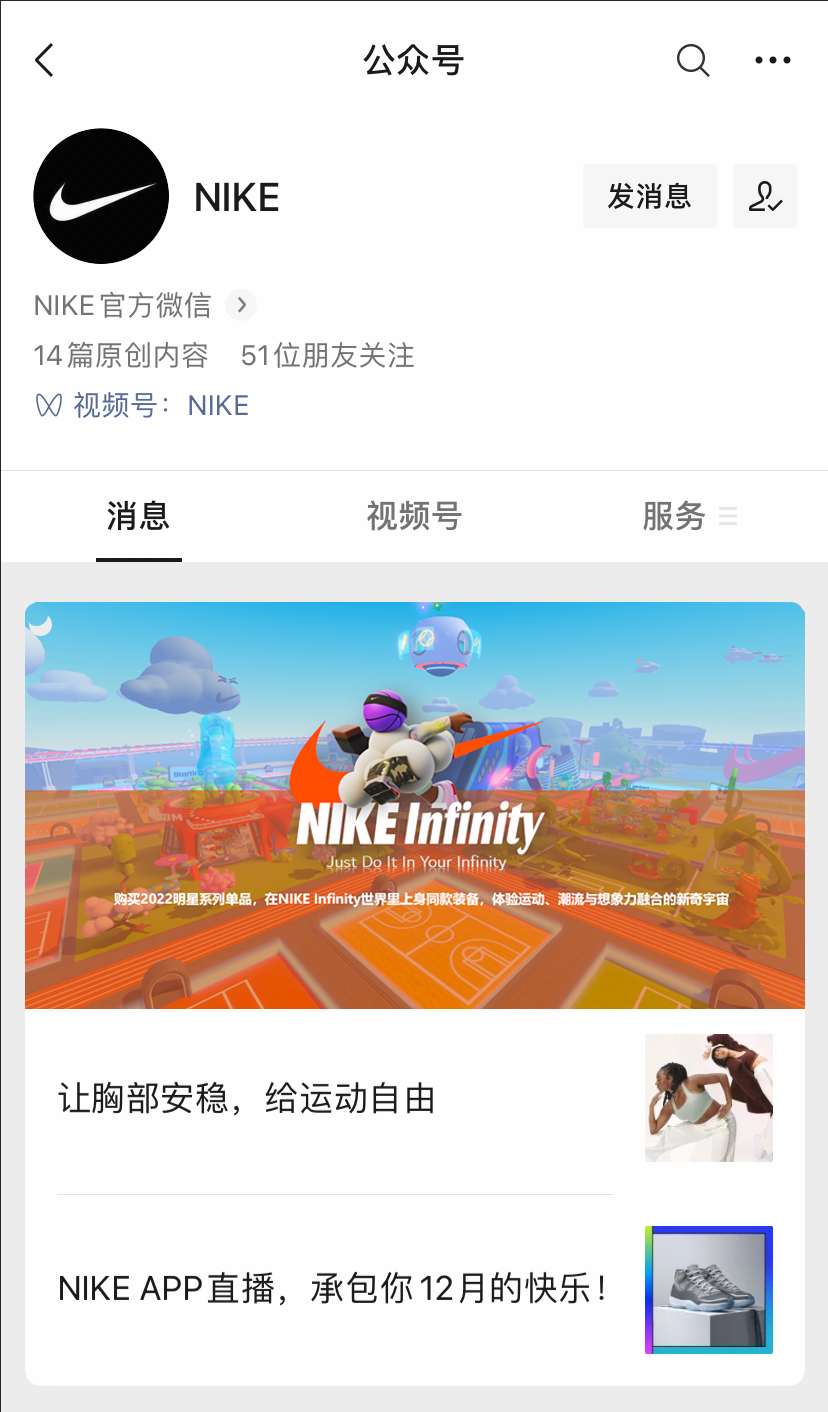 公众号
NIKE
发消息
NIKE官方微信
14篇原创内容 51位朋友关注
视频号：NIKE
消息
视频号
服务
NIKE Infinity
Just Do It In Your Infinity
购买2022明星系列单品，在NIKE Infinity世界里上身同款装备，体验运动、潮流与想象力融合的新奇宇宙
让胸部安稳，给运动自由
NIKE APP直播，承包你12月的快乐！